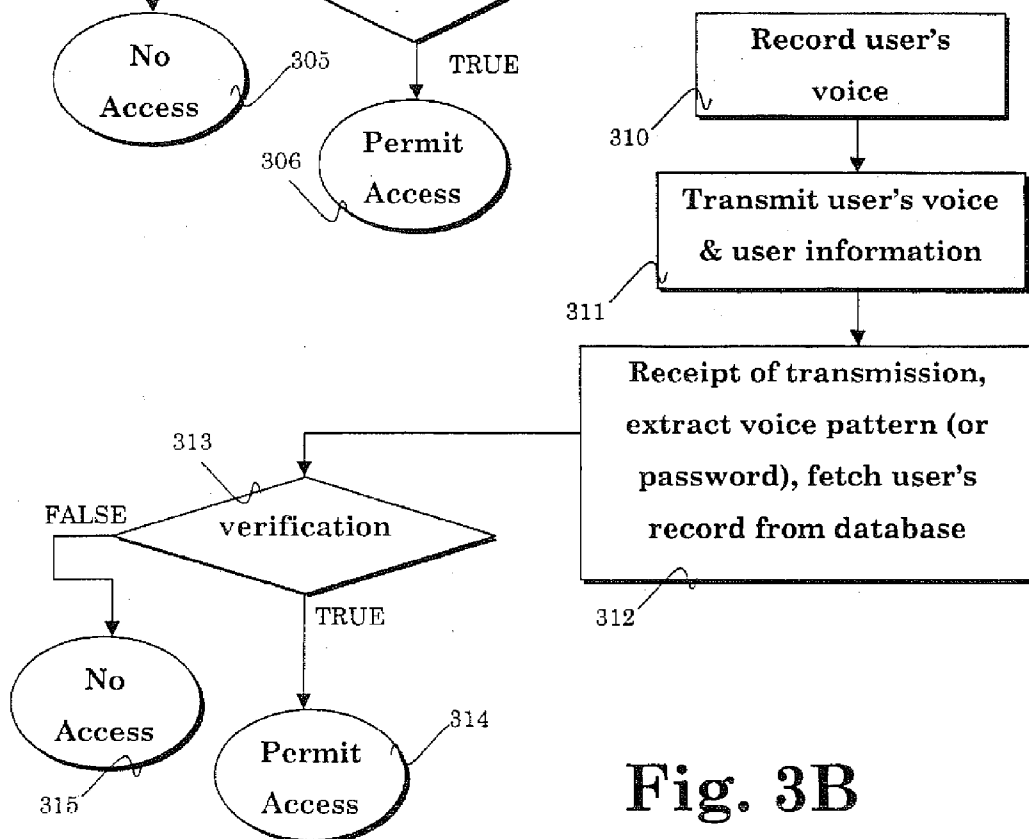 No
Access
305
TRUE
Permit
Access
306
Record user's
voice
310
Transmit user's voice
& user information
311
Receipt of transmission,
extract voice pattern (or
password), fetch user's
record from database
312
313
verification
FALSE
TRUE
No
Access
315
Permit
Access
314
Fig. 3B